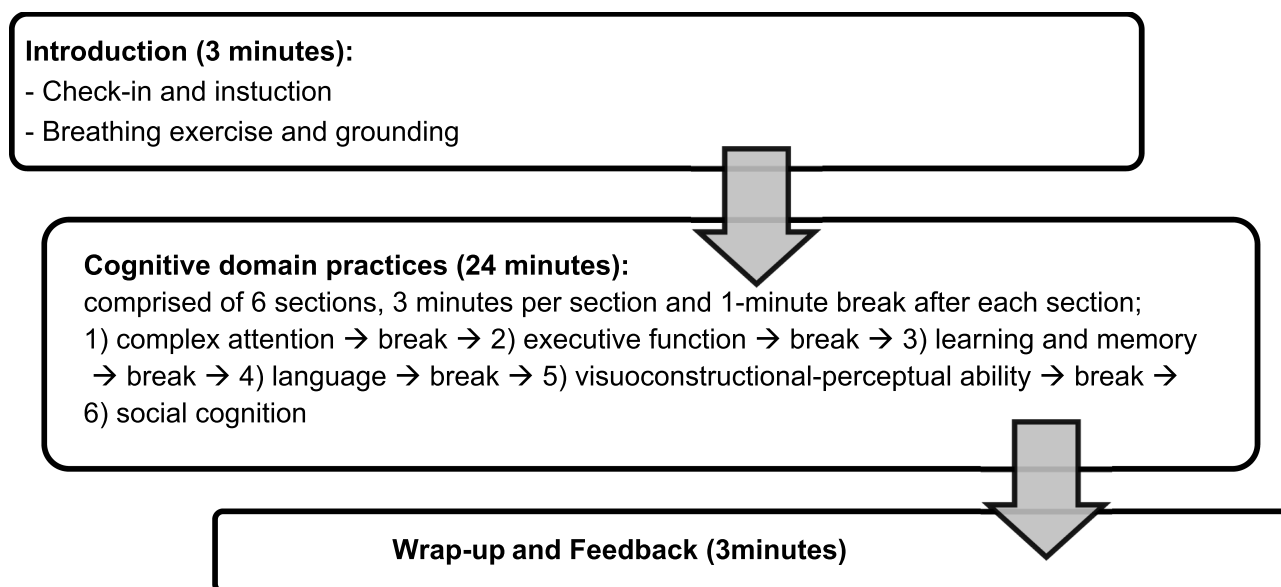 Introduction (3 minutes):
- Check-in and instuction
- Breathing exercise and grounding
Cognitive domain practices (24 minutes):
comprised of 6 sections, 3 minutes per section and 1-minute break after each section;
1) complex attention → break → 2) executive function → break → 3) learning and memory
→ break → 4) language → break → 5) visuoconstructional-perceptual ability → break →
6) social cognition
Wrap-up and Feedback (3minutes)